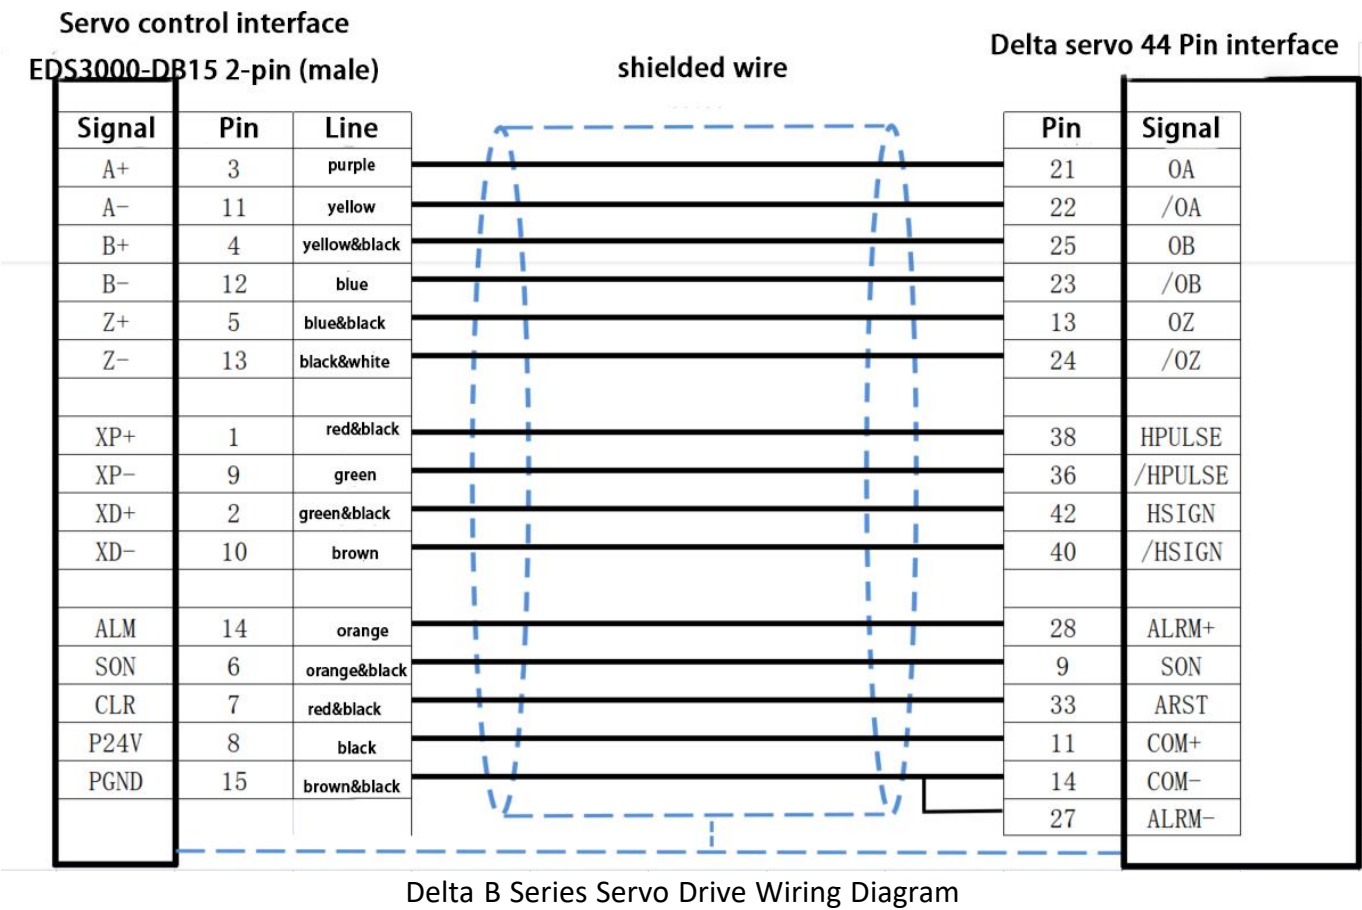 Servo control interface
EDS3000-DB15 2-pin (male)
shielded wire
Delta servo 44 Pin interface
Signal Pin Line Pin Signal
A+ 3 purple 21 OA
A- 11 yellow 22 /OA
B+ 4 yellow&black 25 OB
B- 12 blue 23 /OB
Z+ 5 blue&black 13 OZ
Z- 13 black&white 24 /OZ
XP+ 1 red&black 38 HPULSE
XP- 9 green 36 /HPULSE
XD+ 2 green&black 42 HSIGN
XD- 10 brown 40 /HSIGN
ALM 14 orange 28 ALRM+
SON 6 orange&black 9 SON
CLR 7 red&black 33 ARST
P24V 8 black 11 COM+
PGND 15 brown&black 14 COM-
27 ALRM-
Delta B Series Servo Drive Wiring Diagram